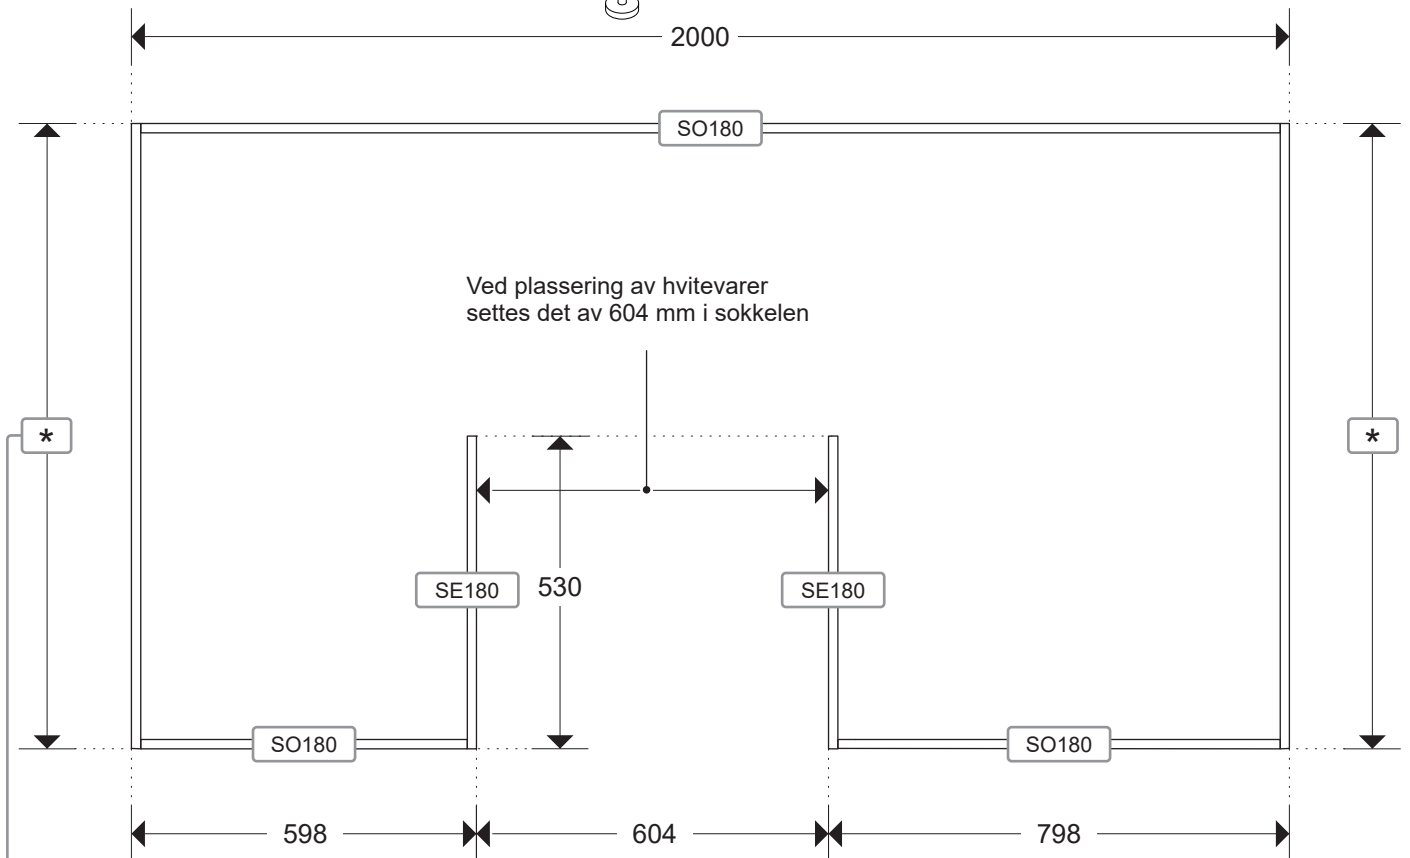 2000
SO180
Ved plassering av hvitevarer
settes det av 604 mm i sokkelen
*
*
SE180
530
SE180
SO180
SO180
598
604
798